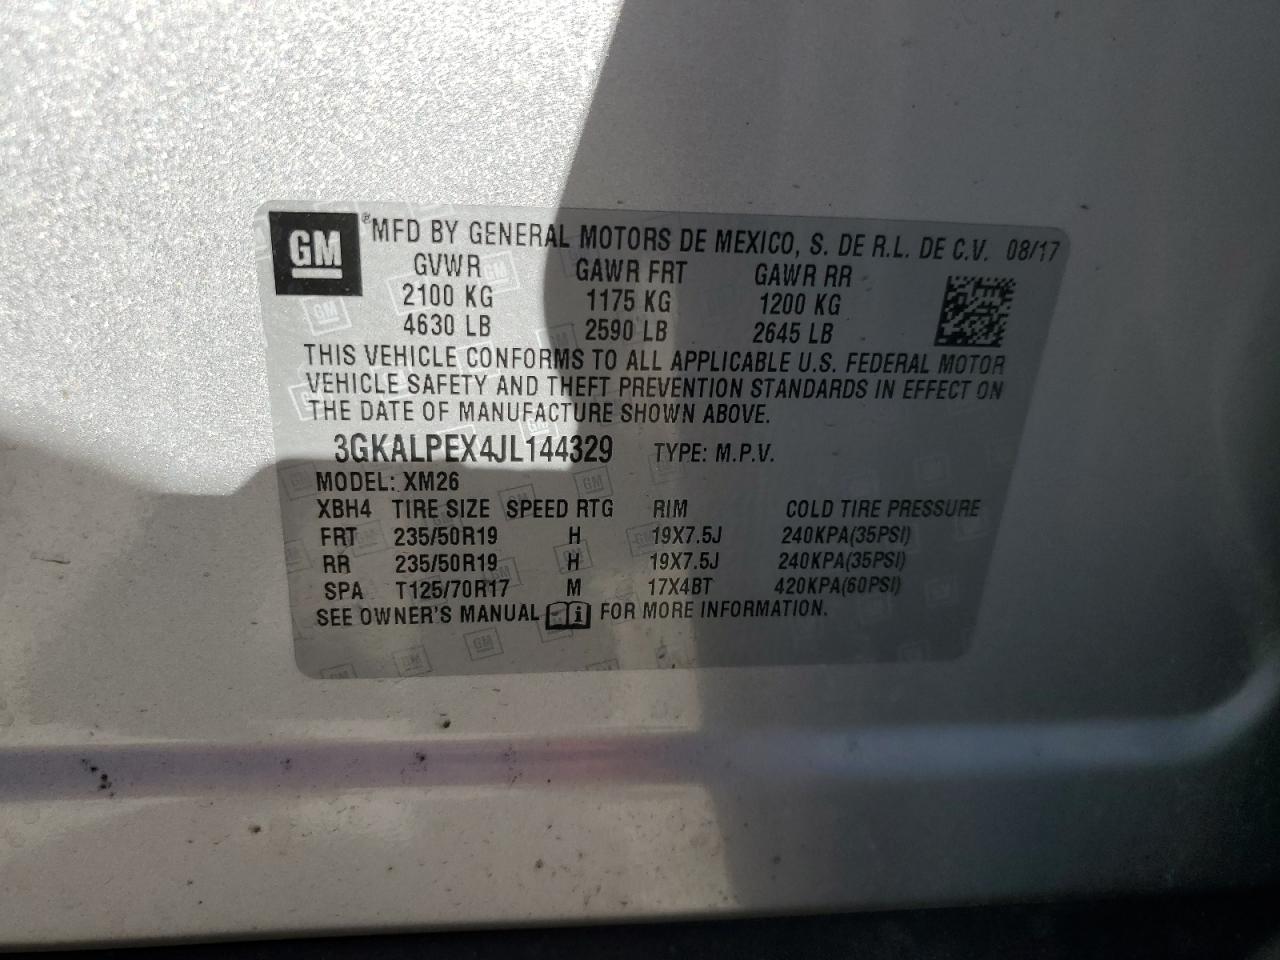 GM ® MFD BY GENERAL MOTORS DE MEXICO, S. DE R.L. DE C.V. 08/17
GVWR GAWR FRT GAWR RR
2100 KG 1175 KG 1200 KG
4630 LB 2590 LB 2645 LB
THIS VEHICLE CONFORMS TO ALL APPLICABLE U.S. FEDERAL MOTOR
VEHICLE SAFETY AND THEFT PREVENTION STANDARDS IN EFFECT ON
THE DATE OF MANUFACTURE SHOWN ABOVE.
3GKALPEX4JL144329 TYPE: M.P.V.
MODEL: XM26
XBH4 TIRE SIZE SPEED RTG RIM COLD TIRE PRESSURE
FRT 235/50R19 H 19X7.5J 240KPA(35PSI)
RR 235/50R19 H 19X7.5J 240KPA(35PSI)
SPA T125/70R17 M 17X4BT 420KPA(60PSI)
SEE OWNER'S MANUAL FOR MORE INFORMATION.